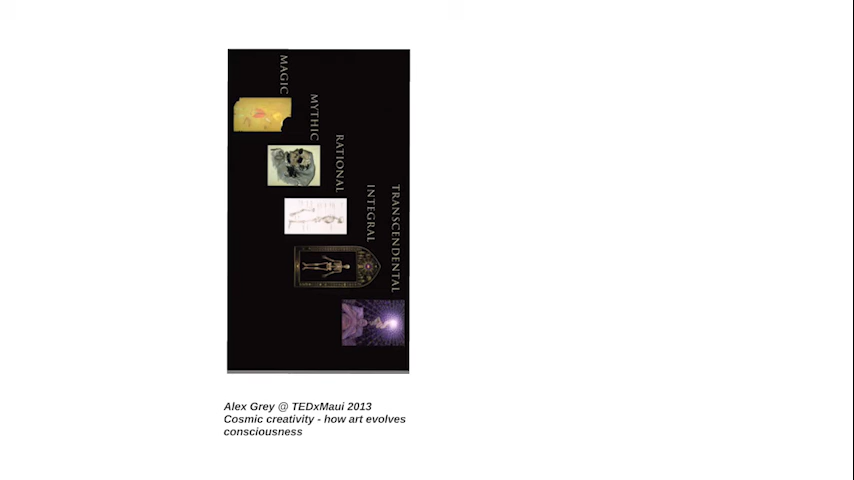 MAGIC
MYTHIC
RATIONAL
INTEGRAL
TRANSCENDENTAL
Alex Grey @ TEDxMaui 2013
Cosmic creativity - how art evolves
consciousness